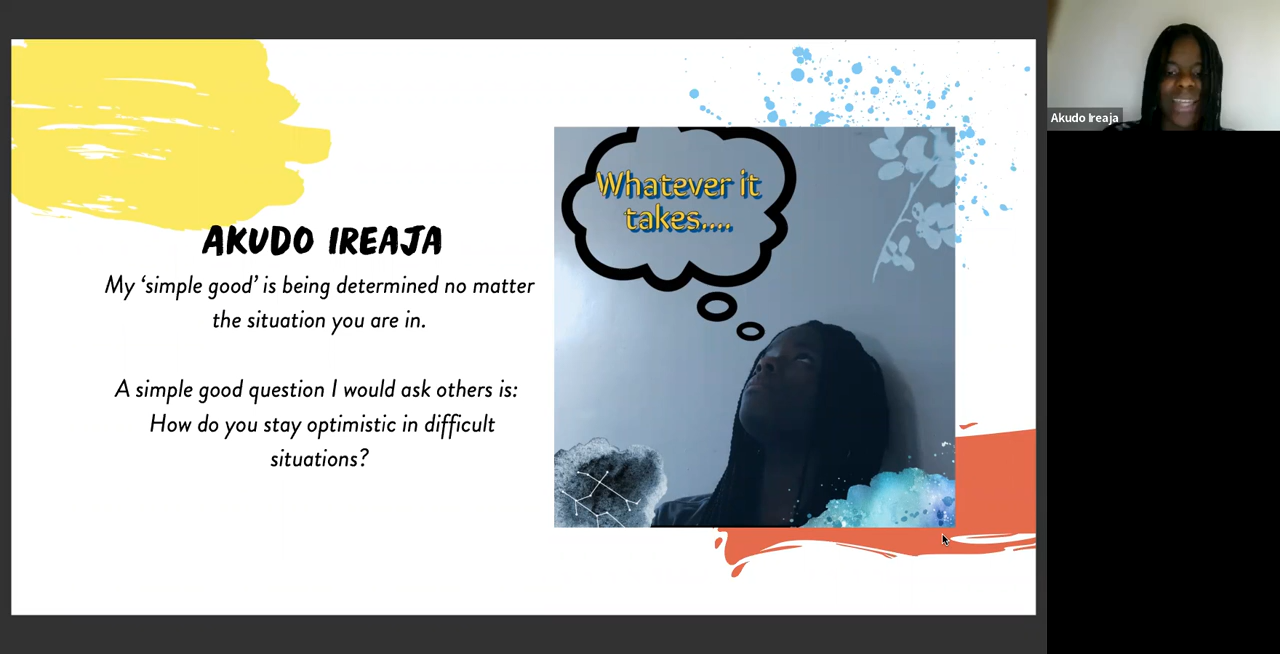 AKUDO IREAJA
My ‘simple good’ is being determined no matter
the situation you are in.
A simple good question I would ask others is:
How do you stay optimistic in difficult
situations?
Whatever it
takes....
Akudo Ireaja